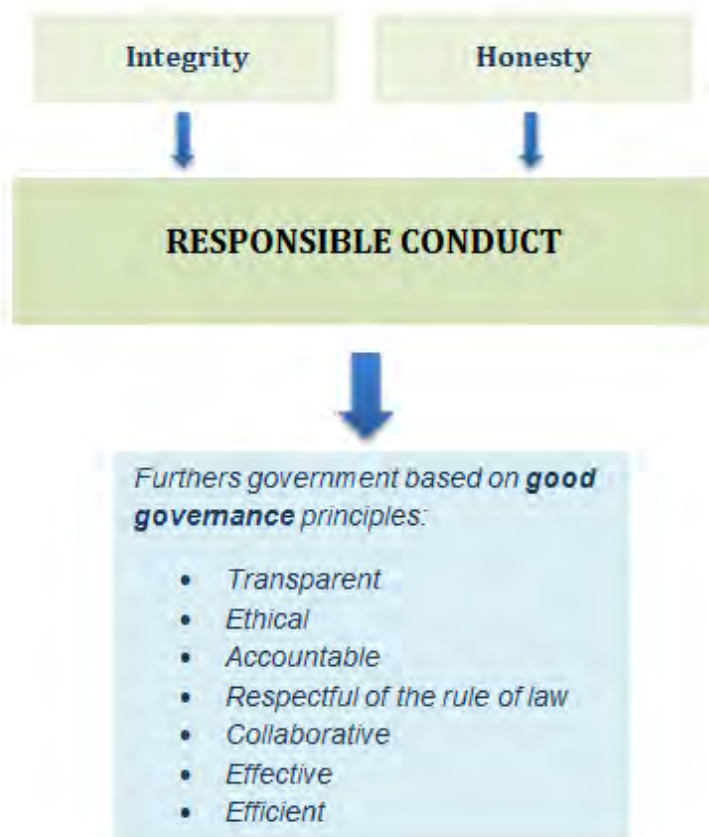 Integrity
Honesty
RESPONSIBLE CONDUCT
Furthers government based on good
governance principles:
• Transparent
• Ethical
• Accountable
• Respectful of the rule of law
• Collaborative
• Effective
• Efficient